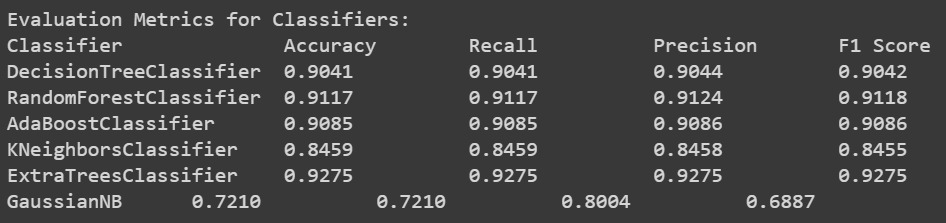 Evaluation Metrics for Classifiers:
Classifier Accuracy Recall Precision F1 Score
DecisionTreeClassifier 0.9041 0.9041 0.9044 0.9042
RandomForestClassifier 0.9117 0.9117 0.9124 0.9118
AdaBoostClassifier 0.9085 0.9085 0.9086 0.9086
KNeighborsClassifier 0.8459 0.8459 0.8458 0.8455
ExtraTreesClassifier 0.9275 0.9275 0.9275 0.9275
GaussianNB 0.7210 0.7210 0.8004 0.6887